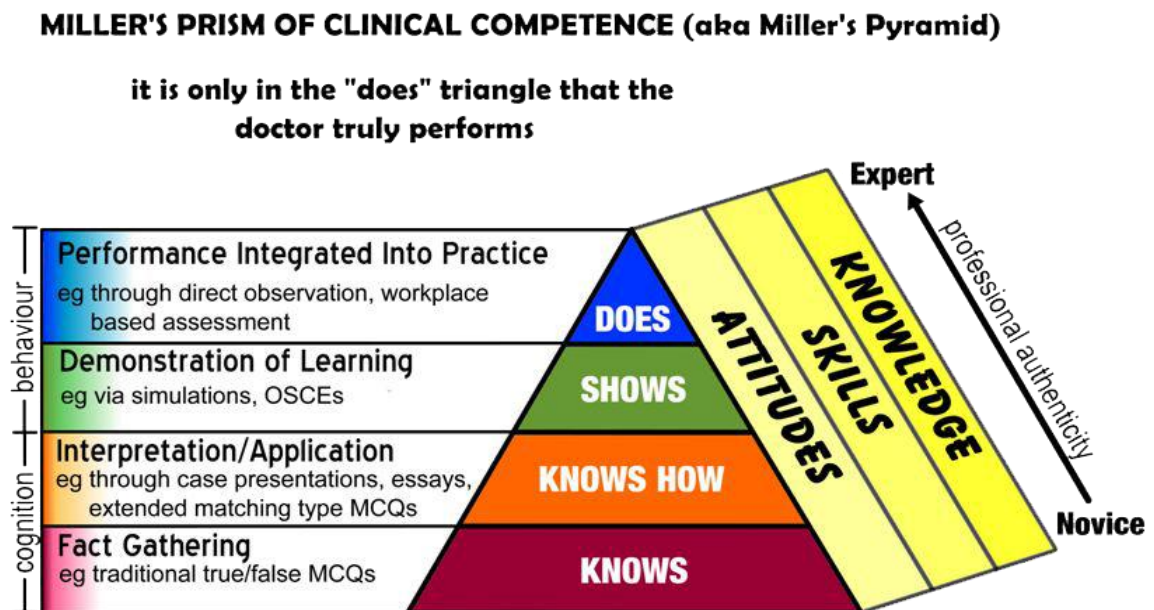 MILLER'S PRISM OF CLINICAL COMPETENCE (aka Miller's Pyramid)
it is only in the "does" triangle that the
doctor truly performs
Expert
professional authenticity
Novice
behaviour
cognition
Performance Integrated Into Practice
eg through direct observation, workplace
based assessment
DOES
Demonstration of Learning
eg via simulations, OSCEs
SHOWS
Interpretation/Application
eg through case presentations, essays,
extended matching type MCQs
KNOWS HOW
Fact Gathering
eg traditional true/false MCQs
KNOWS
ATTITUDES
SKILLS
KNOWLEDGE